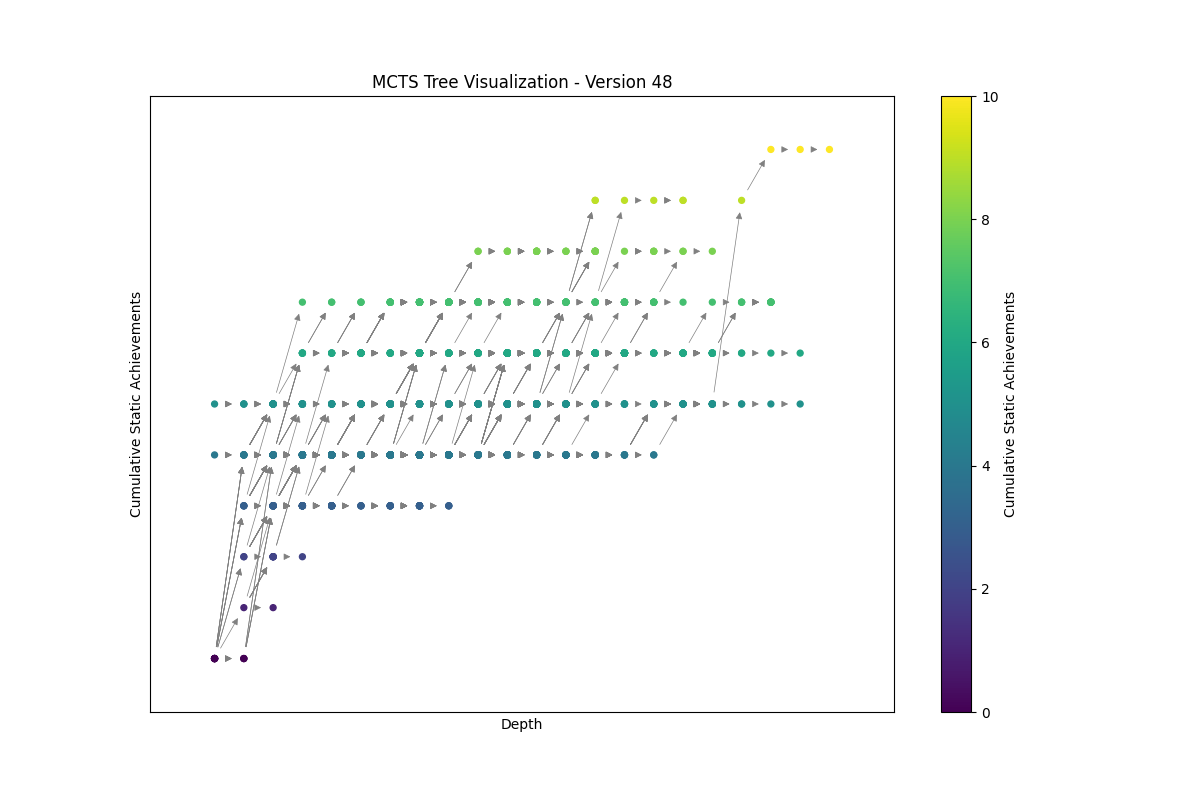 MCTS Tree Visualization - Version 48
Cumulative Static Achievements
Depth
10
8
6
4
2
0
Cumulative Static Achievements